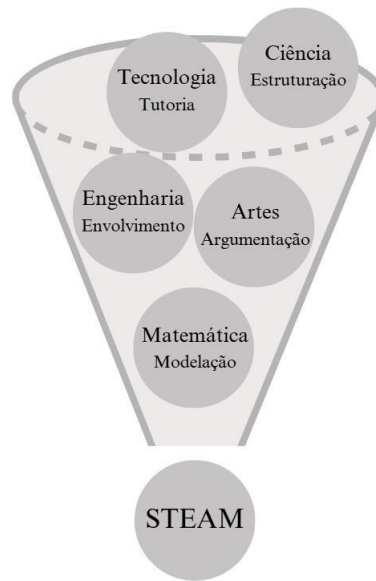 Ciência
Estruturação
Tecnologia
Tutoria
Engenharia
Envolvimento
Artes
Argumentação
Matemática
Modelação
STEAM